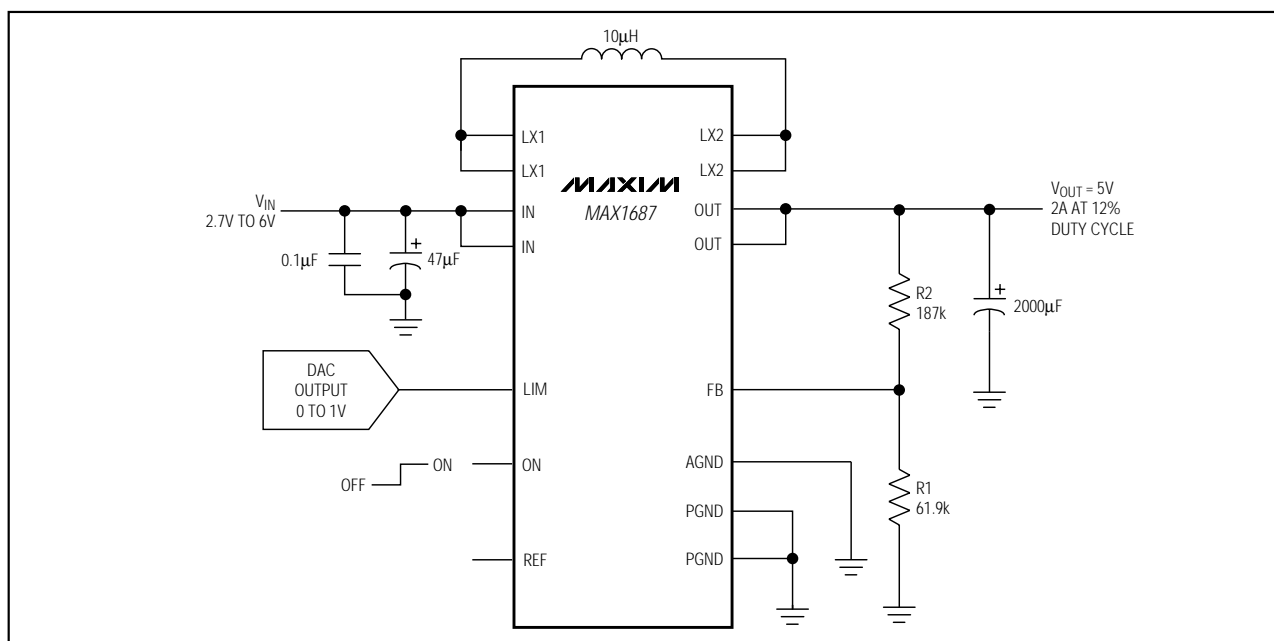 10µH
LX1
LX2
LX1
LX2
MAXIM
MAX1687
VIN
2.7V TO 6V
IN
OUT
VOUT = 5V
2A AT 12%
DUTY CYCLE
IN
OUT
0.1µF
+
47µF
R2
187k
+
2000µF
DAC
OUTPUT
0 TO 1V
LIM
FB
OFF
ON
ON
AGND
R1
61.9k
PGND
REF
PGND